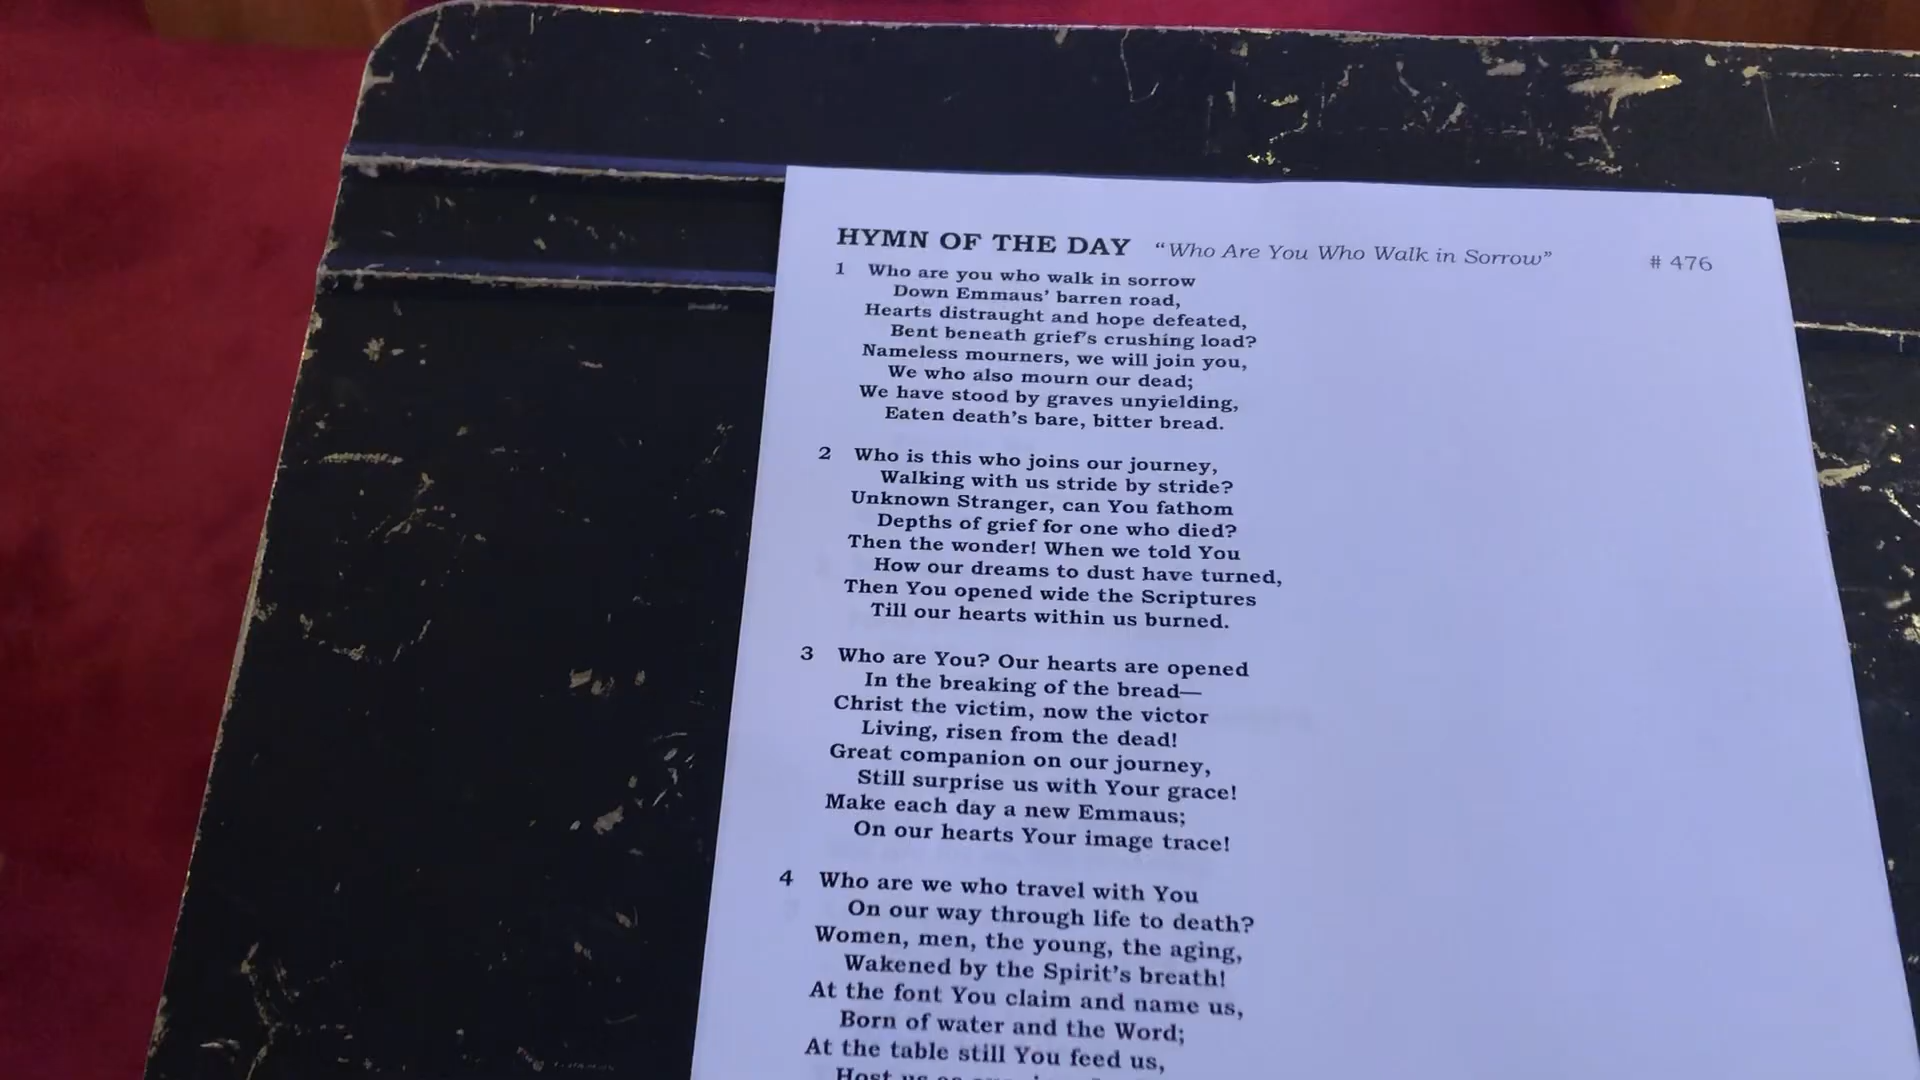 HYMN OF THE DAY "Who Are You Who Walk in Sorrow" # 476
1 Who are you who walk in sorrow
Down Emmaus' barren road,
Hearts distraught and hope defeated,
Bent beneath grief's crushing load?
Nameless mourners, we will join you,
We who also mourn our dead;
We have stood by graves unyielding,
Eaten death's bare, bitter bread.
2 Who is this who joins our journey,
Walking with us stride by stride?
Unknown Stranger, can You fathom
Depths of grief for one who died?
Then the wonder! When we told You
How our dreams to dust have turned,
Then You opened wide the Scriptures
Till our hearts within us burned.
3 Who are You? Our hearts are opened
In the breaking of the bread—
Christ the victim, now the victor
Living, risen from the dead!
Great companion on our journey,
Still surprise us with Your grace!
Make each day a new Emmaus;
On our hearts Your image trace!
4 Who are we who travel with You
On our way through life to death?
Women, men, the young, the aging,
Wakened by the Spirit's breath!
At the font You claim and name us,
Born of water and the Word;
At the table still You feed us,
Host us